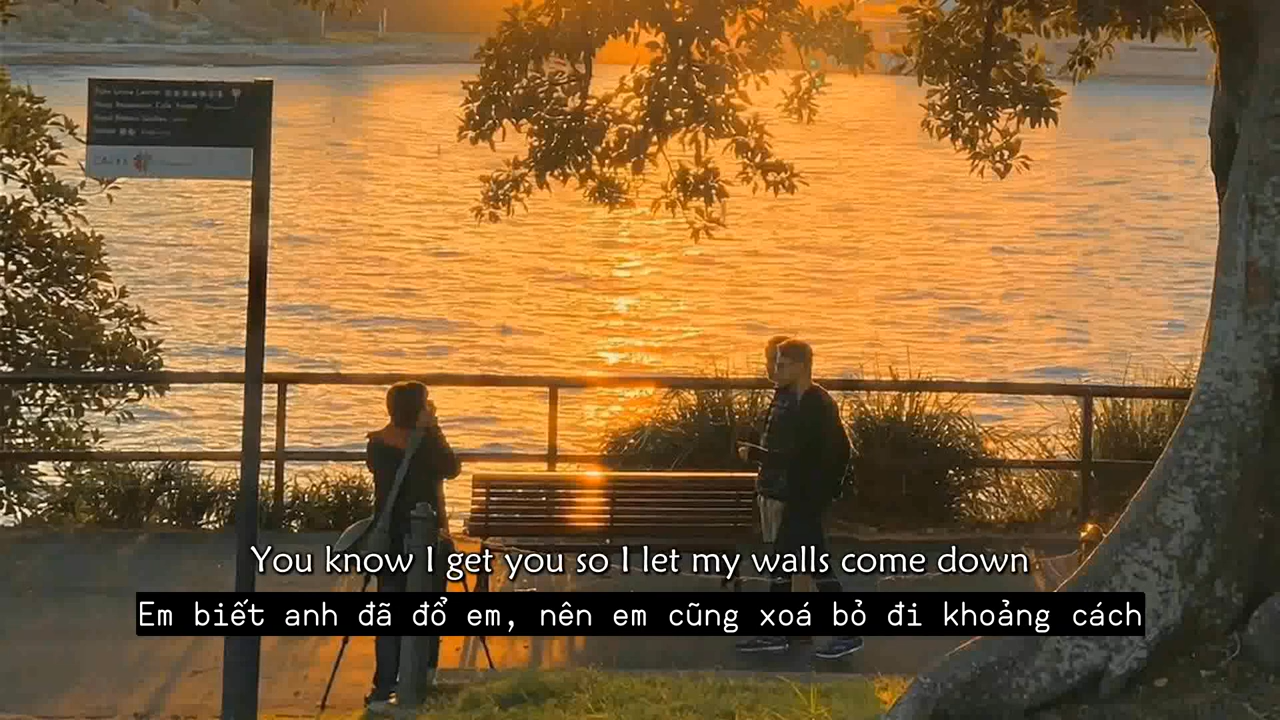 You know I get you so I let my walls come down
Em biết anh đã đổ em, nên em cũng xoá bỏ đi khoảng cách